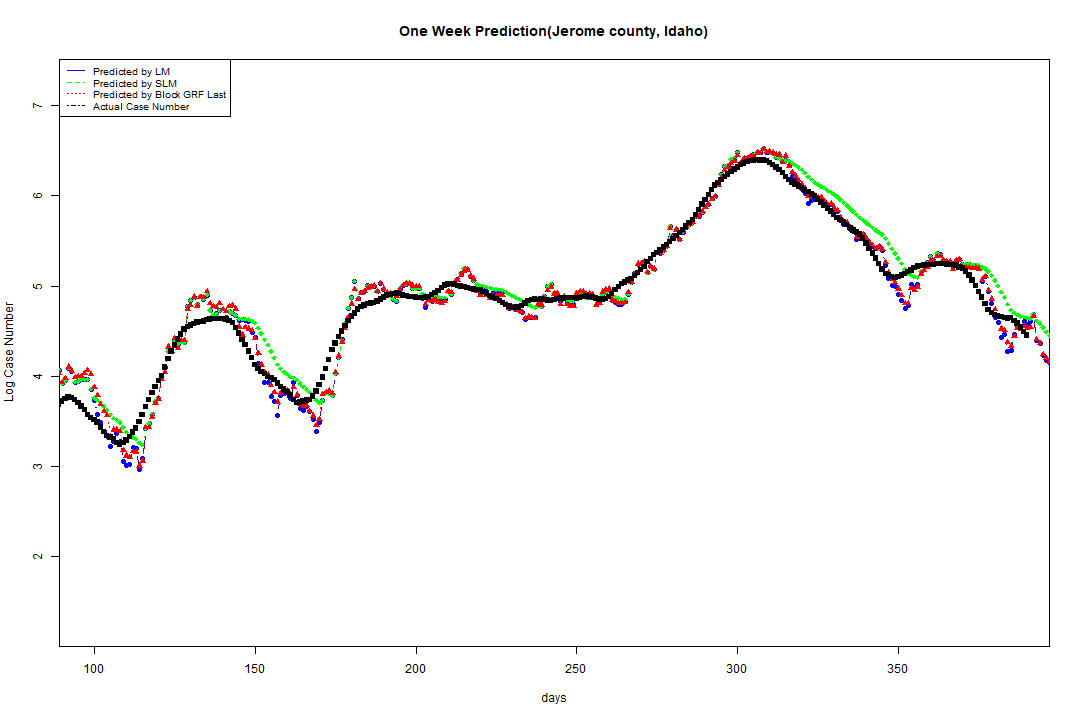 One Week Prediction(Jerome county, Idaho)
Predicted by LM
Predicted by SLM
Predicted by Block GRF Last
Actual Case Number
7
6
5
4
3
2
Log Case Number
100 150 200 250 300 350
days